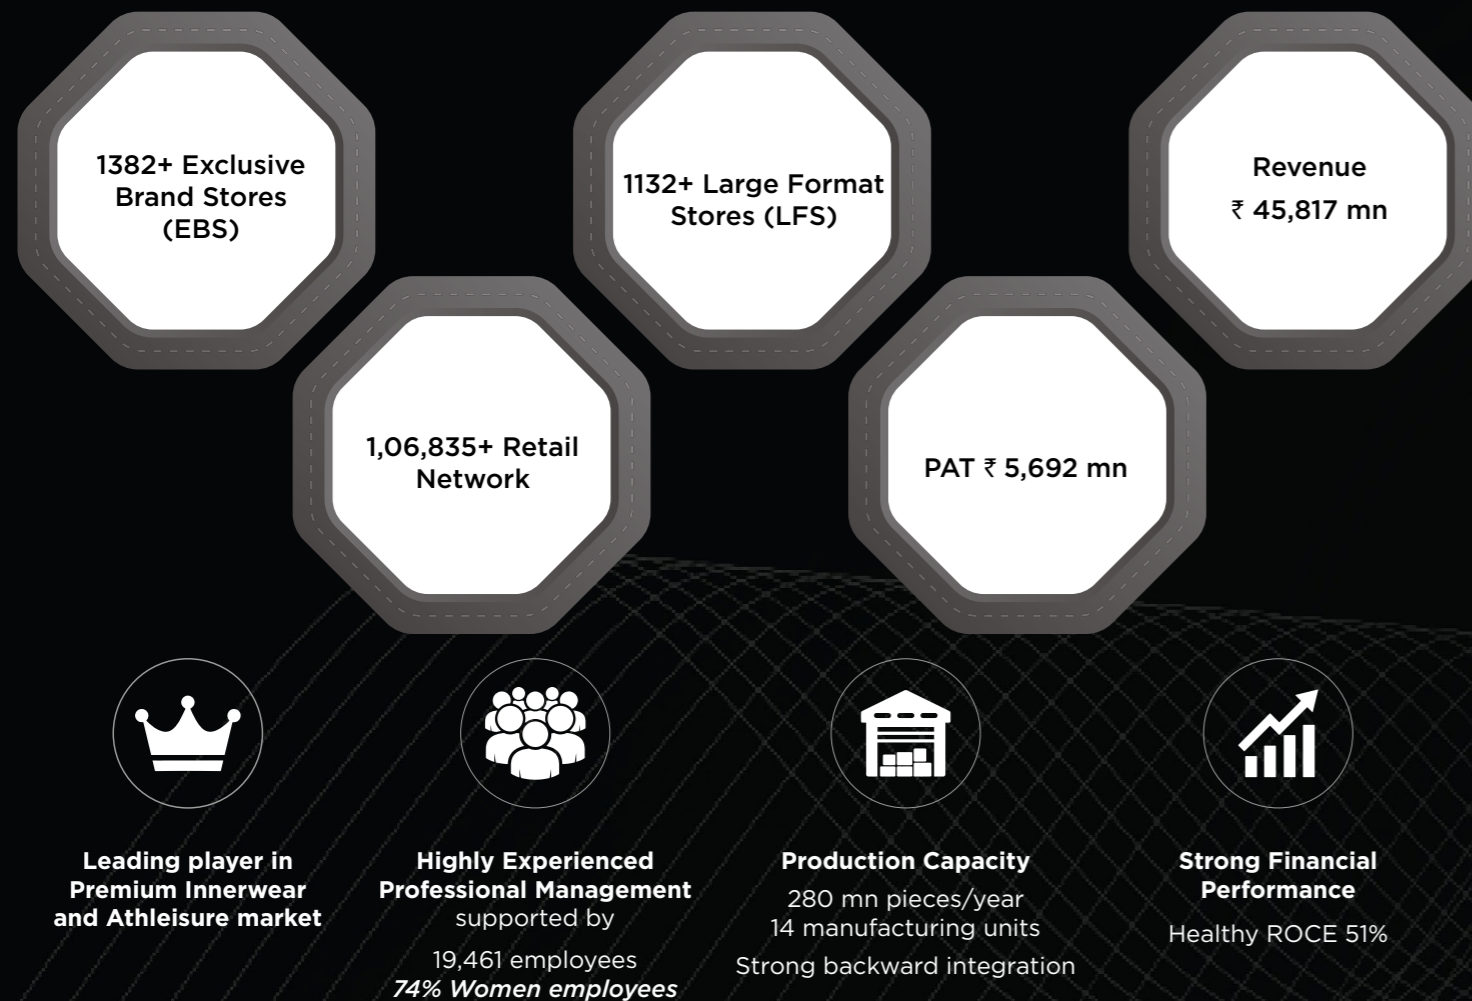 1382+ Exclusive
Brand Stores
(EBS)
1132+ Large Format
Stores (LFS)
Revenue
₹ 45,817 mn
1,06,835+ Retail
Network
PAT ₹ 5,692 mn
Leading player in
Premium Innerwear
and Athleisure market
Highly Experienced
Professional Management
supported by
19,461 employees
74% Women employees
Production Capacity
280 mn pieces/year
14 manufacturing units
Strong backward integration
Strong Financial
Performance
Healthy ROCE 51%